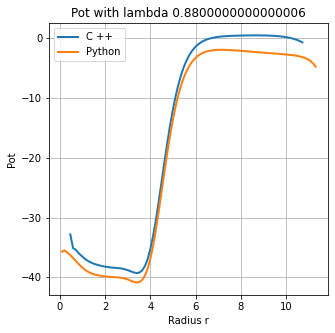 Pot with lambda 0.8800000000000006
C ++
Python
0
−10
−20
−30
−40
Pot
0 2 4 6 8 10
Radius r